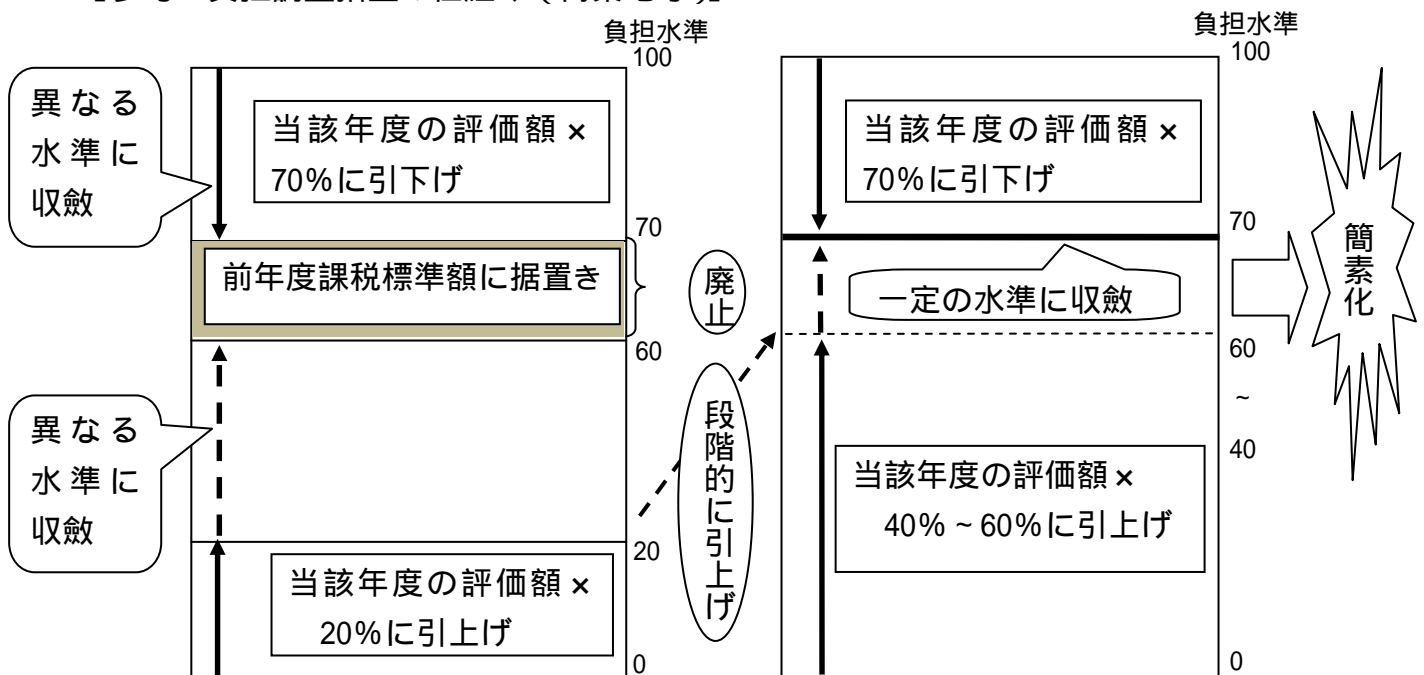 負担水準
100
異なる
水準に
収斂
当該年度の評価額×
70%に引下げ
70
前年度課税標準額に据置き
60
異なる
水準に
収斂
20
当該年度の評価額×
20%に引上げ
0
廃止
段階的に引上げ
負担水準
100
当該年度の評価額×
70%に引下げ
70
一定の水準に収斂
60
~
40
当該年度の評価額×
40%~60%に引上げ
0
簡素化